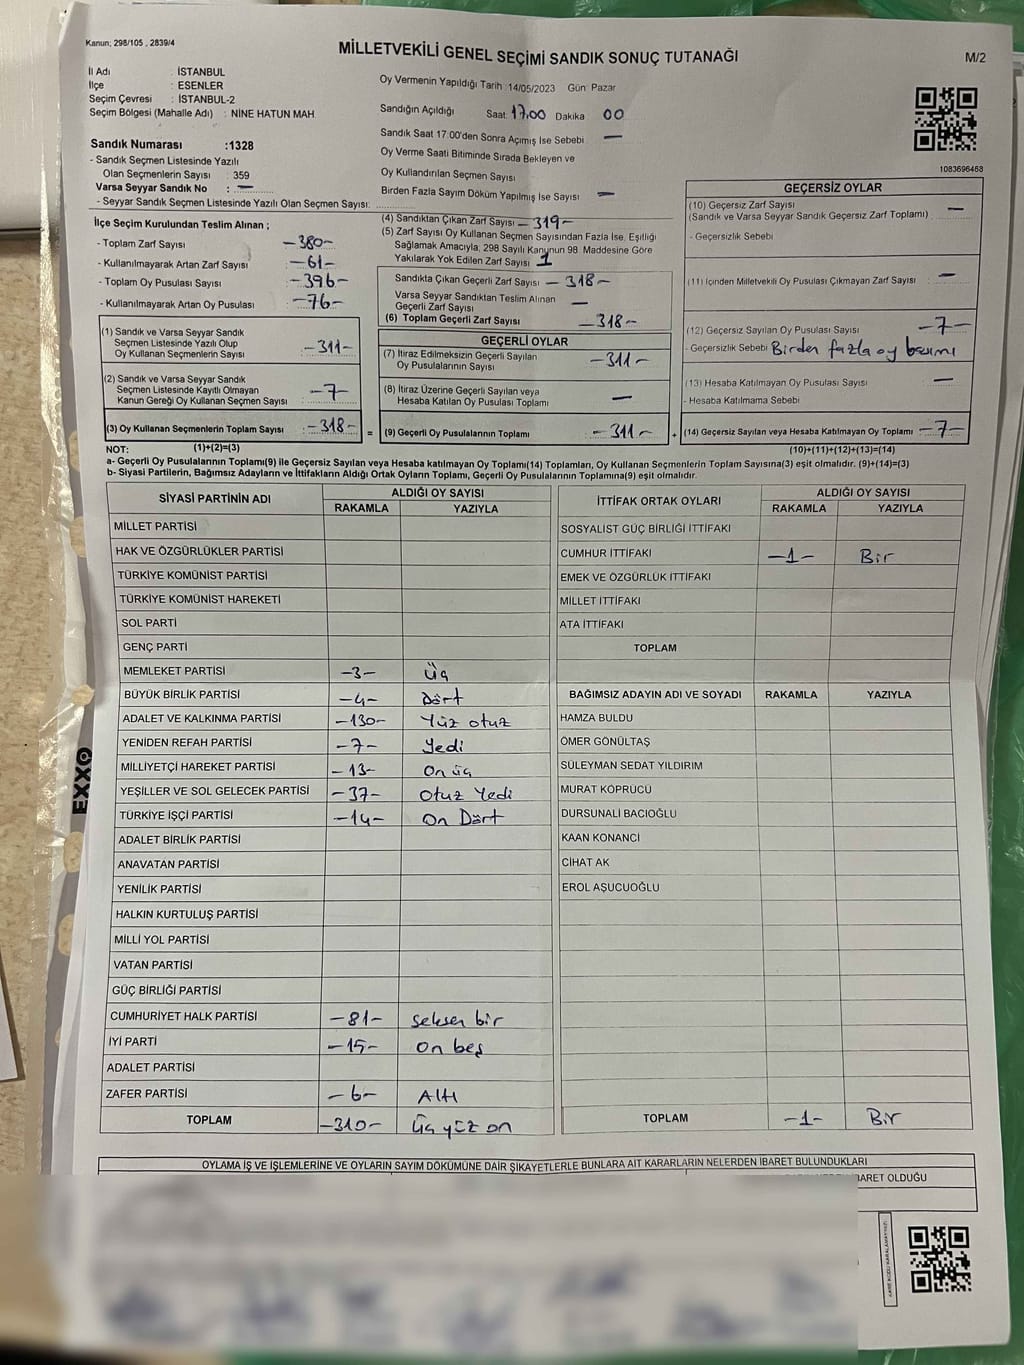 Kanun; 298/105 , 2839/4
MİLLETVEKİLİ GENEL SEÇİMİ SANDIK SONUÇ TUTANAĞI
M/2
İl Adı : İSTANBUL
İlçe : ESENLER
Seçim Çevresi : İSTANBUL-2
Seçim Bölgesi (Mahalle Adı) : NİNE HATUN MAH
Sandık Numarası :1328
- Sandık Seçmen Listesinde Yazılı
Olan Seçmenlerin Sayısı : 359
Varsa Seyyar Sandık No : —
- Seyyar Sandık Seçmen Listesinde Yazılı Olan Seçmen Sayısı:
Oy Vermenin Yapıldığı Tarih 14/05/2023 Gün Pazar
Sandığın Açıldığı Saat 17.00 Dakika 00
Sandık Saat 17:00'den Sonra Açımış İse Sebebi —
Oy Verme Saati Bitiminde Sırada Bekleyen ve
Oy Kullandırılan Seçmen Sayısı
Birden Fazla Sayım Döküm Yapılmış İse Sayısı —
1083696468
İlçe Seçim Kurulundan Teslim Alınan ;
- Toplam Zarf Sayısı -380-
- Kullanılmayarak Artan Zarf Sayısı -61-
- Toplam Oy Pusulası Sayısı -396-
- Kullanılmayarak Artan Oy Pusulası -76-
(1) Sandık ve Varsa Seyyar Sandık
Seçmen Listesinde Yazılı Olup
Oy Kullanan Seçmenlerin Sayısı -311-
(2) Sandık ve Varsa Seyyar Sandık
Seçmen Listesinde Kayıtlı Olmayan
Kanun Gereği Oy Kullanan Seçmen Sayısı -7-
(3) Oy Kullanan Seçmenlerin Toplam Sayısı -318- =
(4) Sandıktan Çıkan Zarf Sayısı -319-
(5) Zarf Sayısı Oy Kullanan Seçmen Sayısından Fazla İse, Eşitliği
Sağlamak Amacıyla, 298 Sayılı Kanunun 98. Maddesine Göre
Yakılarak Yok Edilen Zarf Sayısı 1
Sandıkta Çıkan Geçerli Zarf Sayısı - 318-
Varsa Seyyar Sandıktan Teslim Alınan
Geçerli Zarf Sayısı —
(6) Toplam Geçerli Zarf Sayısı -318-
GEÇERLİ OYLAR
(7) İtiraz Edilmeksizin Geçerli Sayılan
Oy Pusulalarının Sayısı -311-
(8) İtiraz Üzerine Geçerli Sayılan veya
Hesaba Katılan Oy Pusulası Toplamı —
(9) Geçerli Oy Pusulalarının Toplamı -311- +
GEÇERSİZ OYLAR
(10) Geçersiz Zarf Sayısı
(Sandık ve Varsa Seyyar Sandık Geçersiz Zarf Toplamı) —
- Geçersizlik Sebebi
(11) İçinden Milletvekili Oy Pusulası Çıkmayan Zarf Sayısı : —
(12) Geçersiz Sayılan Oy Pusulası Sayısı -7-
- Geçersizlik Sebebi Birden fazla oy basımı
(13) Hesaba Katılmayan Oy Pusulası Sayısı —
- Hesaba Katılmama Sebebi
(14) Geçersiz Sayılan veya Hesaba Katılmayan Oy Toplamı -7-
NOT: (1)+(2)=(3)
(10)+(11)+(12)+(13)=(14)
a- Geçerli Oy Pusulalarının Toplamı(9) ile Geçersiz Sayılan veya Hesaba katılmayan Oy Toplamı(14) Toplamları, Oy Kullanan Seçmenlerin Toplam Sayısına(3) eşit olmalıdır. (9)+(14)=(3)
b- Siyasi Partilerin, Bağımsız Adayların ve İttifakların Aldığı Ortak Oyların Toplamı, Geçerli Oy Pusulalarının Toplamına(9) eşit olmalıdır.
SİYASİ PARTİNİN ADI ALDIĞI OY SAYISI
RAKAMLA YAZIYLA
MİLLET PARTİSİ
HAK VE ÖZGÜRLÜKLER PARTİSİ
TÜRKİYE KOMÜNİST PARTİSİ
TÜRKİYE KOMÜNİST HAREKETİ
SOL PARTİ
GENÇ PARTİ
MEMLEKET PARTİSİ -3- Üç
BÜYÜK BİRLİK PARTİSİ -4- Dört
ADALET VE KALKINMA PARTİSİ -130- Yüz otuz
YENİDEN REFAH PARTİSİ -7- Yedi
MİLLİYETÇİ HAREKET PARTİSİ -13- On üç
YEŞİLLER VE SOL GELECEK PARTİSİ -37- Otuz Yedi
TÜRKİYE İŞÇİ PARTİSİ -14- On Dört
ADALET BİRLİK PARTİSİ
ANAVATAN PARTİSİ
YENİLİK PARTİSİ
HALKIN KURTULUŞ PARTİSİ
MİLLİ YOL PARTİSİ
VATAN PARTİSİ
GÜÇ BİRLİĞİ PARTİSİ
CUMHURİYET HALK PARTİSİ -81- Seksen bir
İYİ PARTİ -15- On beş
ADALET PARTİSİ
ZAFER PARTİSİ -6- Altı
TOPLAM -310- Üç yüz on
İTTİFAK ORTAK OYLARI ALDIĞI OY SAYISI
RAKAMLA YAZIYLA
SOSYALİST GÜÇ BİRLİĞİ İTTİFAKI
CUMHUR İTTİFAKI -1- Bir
EMEK VE ÖZGÜRLÜK İTTİFAKI
MİLLET İTTİFAKI
ATA İTTİFAKI
TOPLAM
BAĞIMSIZ ADAYIN ADI VE SOYADI RAKAMLA YAZIYLA
HAMZA BULDU
ÖMER GÖNÜLTAŞ
SÜLEYMAN SEDAT YILDIRIM
MURAT KÖPRÜCÜ
DURSUNALİ BACIOĞLU
KAAN KONANCİ
CİHAT AK
EROL AŞUCUOĞLU
TOPLAM -1- Bir
OYLAMA İŞ VE İŞLEMLERİNE VE OYLARIN SAYIM DÖKÜMÜNE DAİR ŞİKAYETLERLE BUNLARA AİT KARARLARIN NELERDEN İBARET BULUNDUKLARI
İBARET OLDUĞU
KARE KODU KARALAMAYINIZ!
EXXO